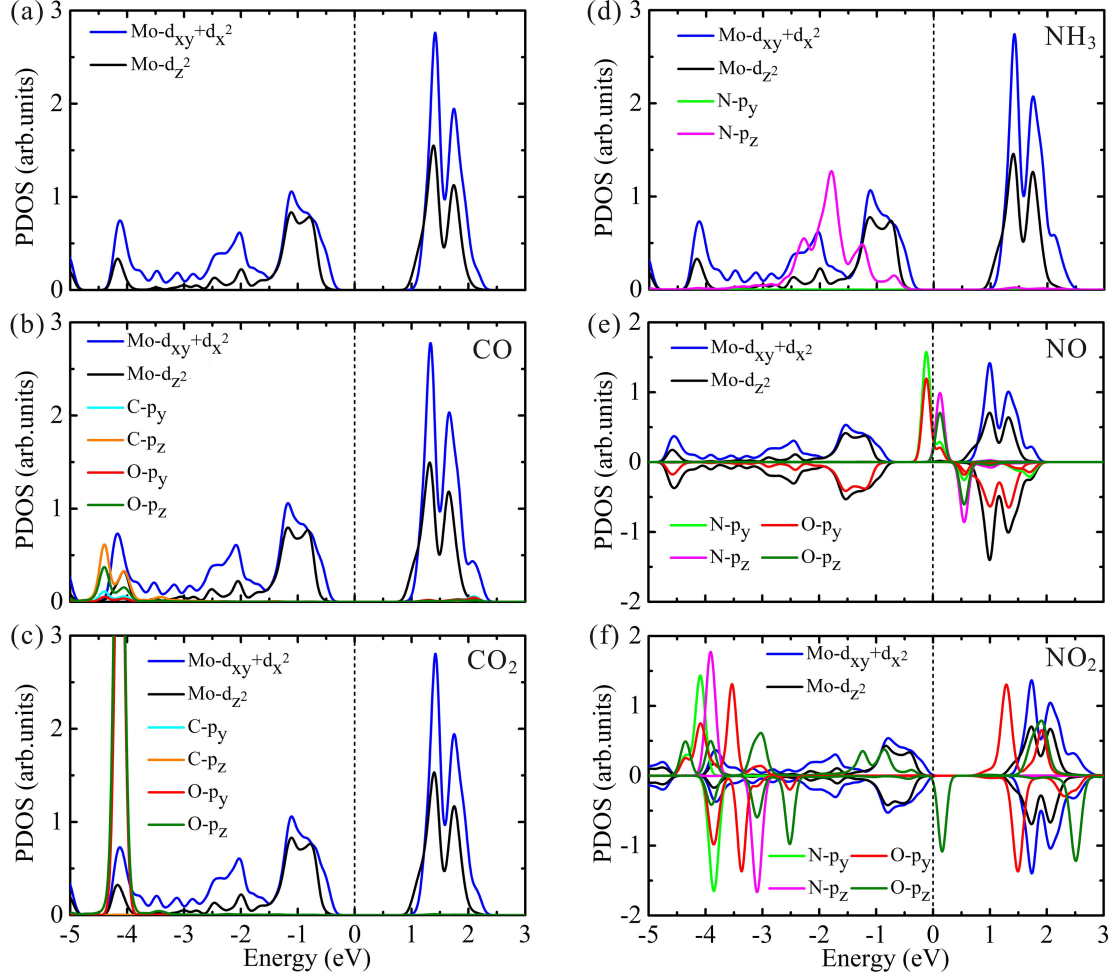 (a)
Mo-dxy+dx²
Mo-dz²
PDOS (arb.units)
3
2
1
0
(b)
CO
Mo-dxy+dx²
Mo-dz²
C-py
C-pz
O-py
O-pz
PDOS (arb.units)
3
2
1
0
(c)
CO₂
Mo-dxy+dx²
Mo-dz²
C-py
C-pz
O-py
O-pz
PDOS (arb.units)
3
2
1
0
-5 -4 -3 -2 -1 0 1 2 3
Energy (eV)
(d)
NH₃
Mo-dxy+dx²
Mo-dz²
N-py
N-pz
PDOS (arb.units)
3
2
1
0
(e)
NO
Mo-dxy+dx²
Mo-dz²
N-py O-py
N-pz O-pz
PDOS (arb.units)
2
1
0
-1
-2
(f)
NO₂
Mo-dxy+dx²
Mo-dz²
N-py O-py
N-pz O-pz
PDOS (arb.units)
2
1
0
-1
-2
-5 -4 -3 -2 -1 0 1 2 3
Energy (eV)